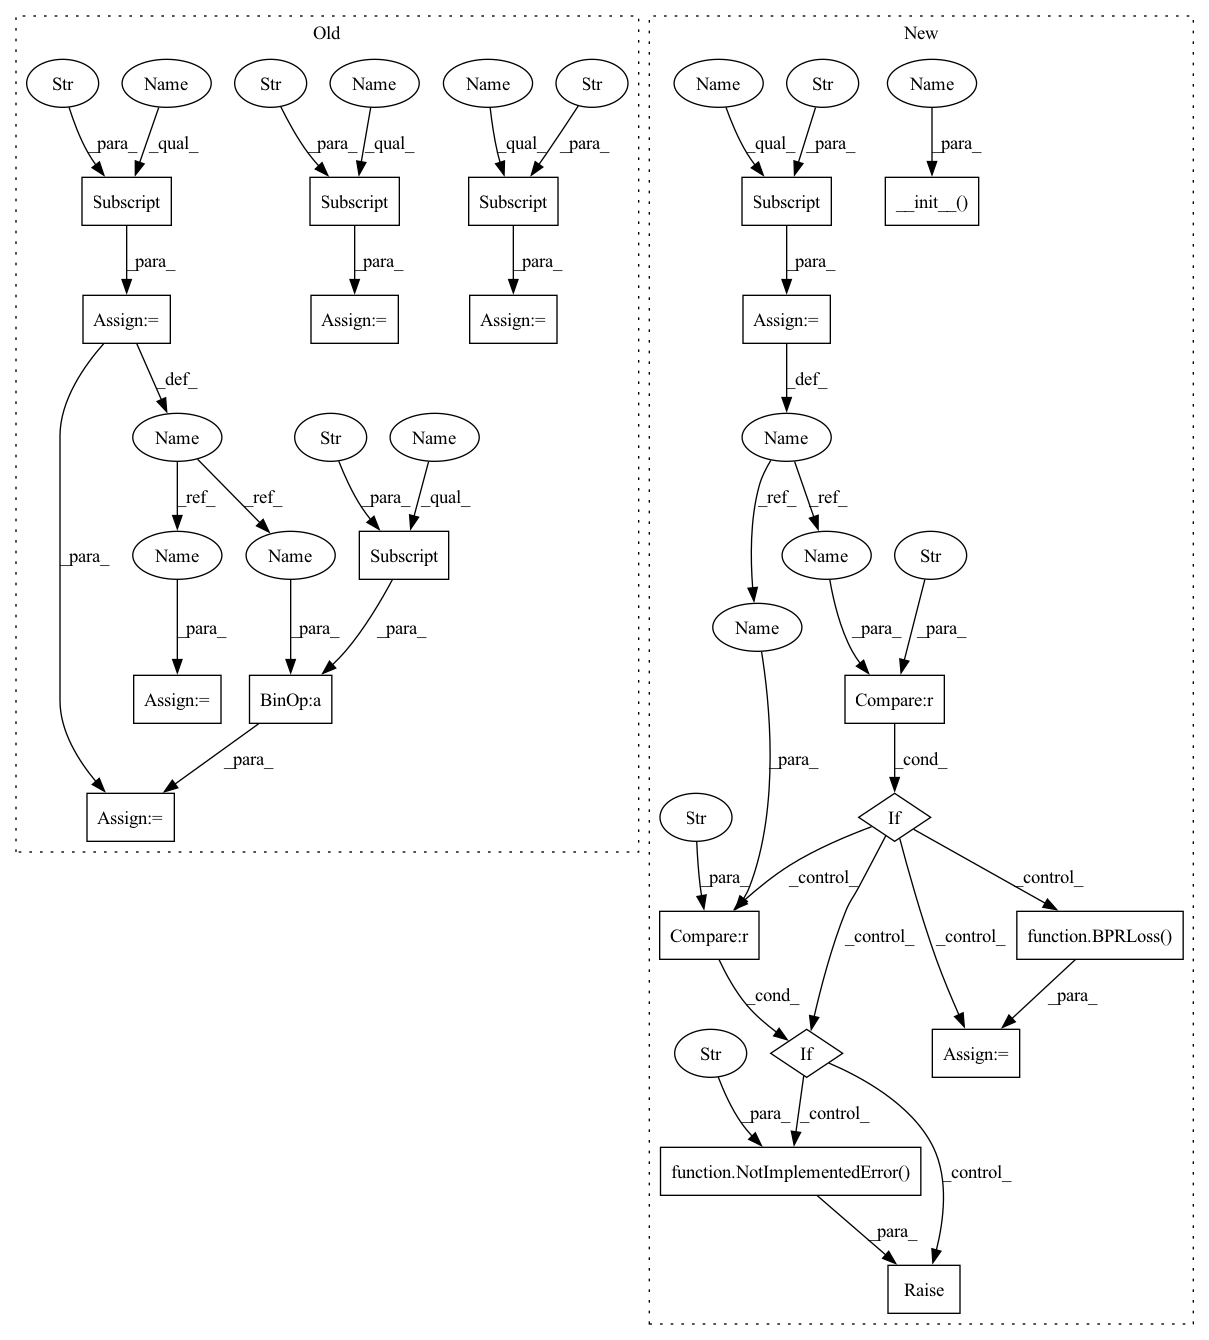 Old
New
Str
Name
Str
Name
Name
Str
Name
Str
Name
_para_
_qual_
_para_
_qual_
_qual_
_para_
_qual_
_para_
_para_
Subscript
Subscript
Subscript
Subscript
__init__()
_para_
_para_
_para_
_para_
Assign:=
Assign:=
Assign:=
Assign:=
_def_
_def_
Name
Str
Name
Name
_ref_
_ref_
_para_
_qual_
_ref_
_ref_
_para_
Name
Name
Subscript
Name
Str
Name
_para_
_para_
_para_
_para_
_para_
Assign:=
BinOp:a
Compare:r
_para_
_para_
_cond_
Assign:=
Str
If
_para_
_control_
_control_
Compare:r
_control_
_control_
function.BPRLoss()
_cond_
_para_
Str
If
Assign:=
_para_
_control_
function.NotImplementedError()
_control_
_para_
Raise